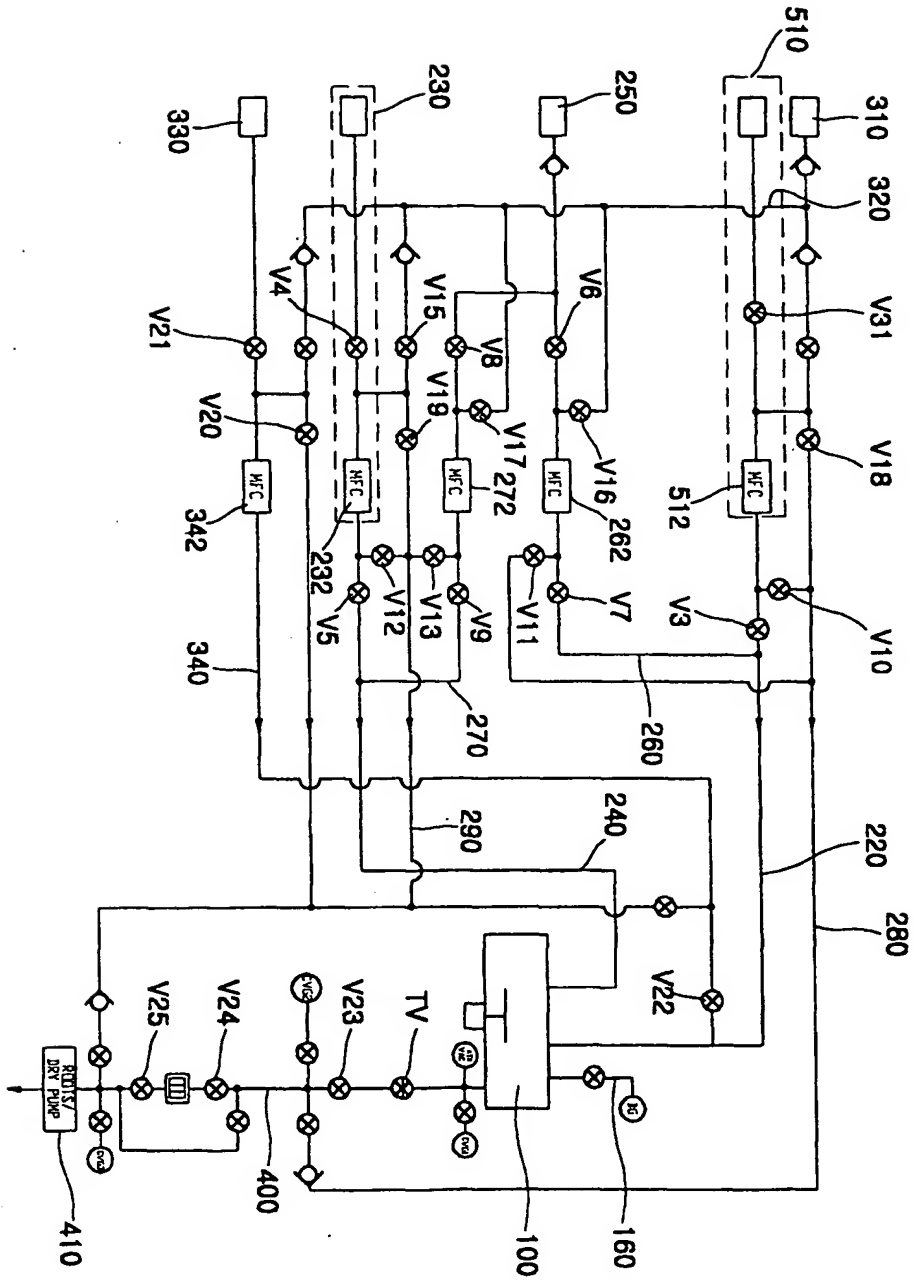 510
310
320
V31
V18
512
V10
V3
220
280
250
V6
V16
262
V7
V11
260
V8
V17
272
V9
V13
270
230
V15
V19
V4
232
V12
V5
240
290
330
V21
V20
342
340
MFC
MFC
MFC
MFC
MFC
V22
160
100
TV
V23
400
V24
V25
ROOTS/
DRY PUMP
410